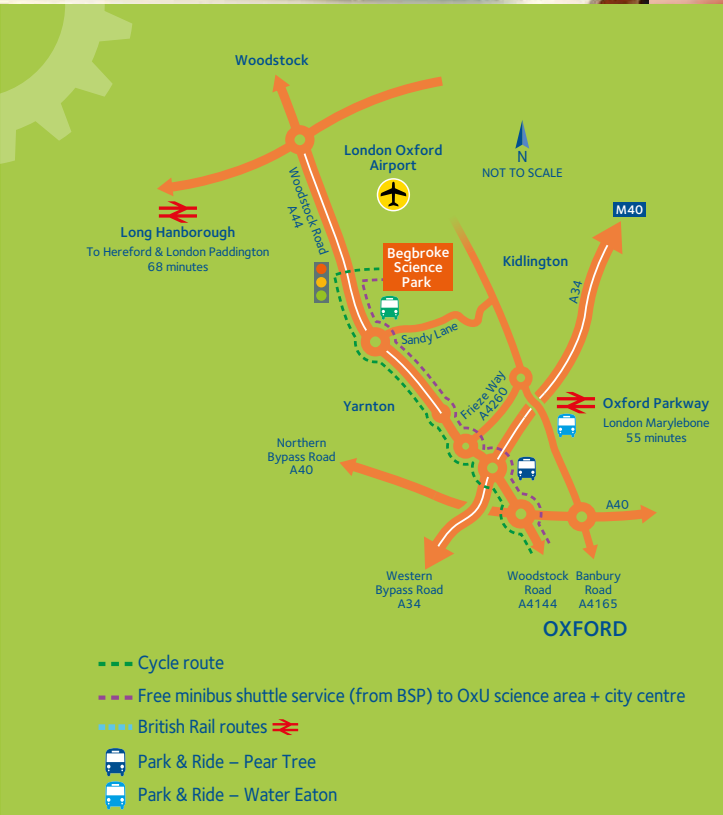 Woodstock
London Oxford
Airport
N
NOT TO SCALE
Woodstock Road
A44
M40
Long Hanborough
To Hereford & London Paddington
68 minutes
Begbroke
Science
Park
Kidlington
A34
Sandy Lane
Yarnton
Frieze Way
A4260
Oxford Parkway
London Marylebone
55 minutes
Northern
Bypass Road
A40
A40
Western
Bypass Road
A34
Woodstock
Road
A4144
Banbury
Road
A4165
OXFORD
Cycle route
Free minibus shuttle service (from BSP) to OxU science area + city centre
British Rail routes
Park & Ride – Pear Tree
Park & Ride – Water Eaton